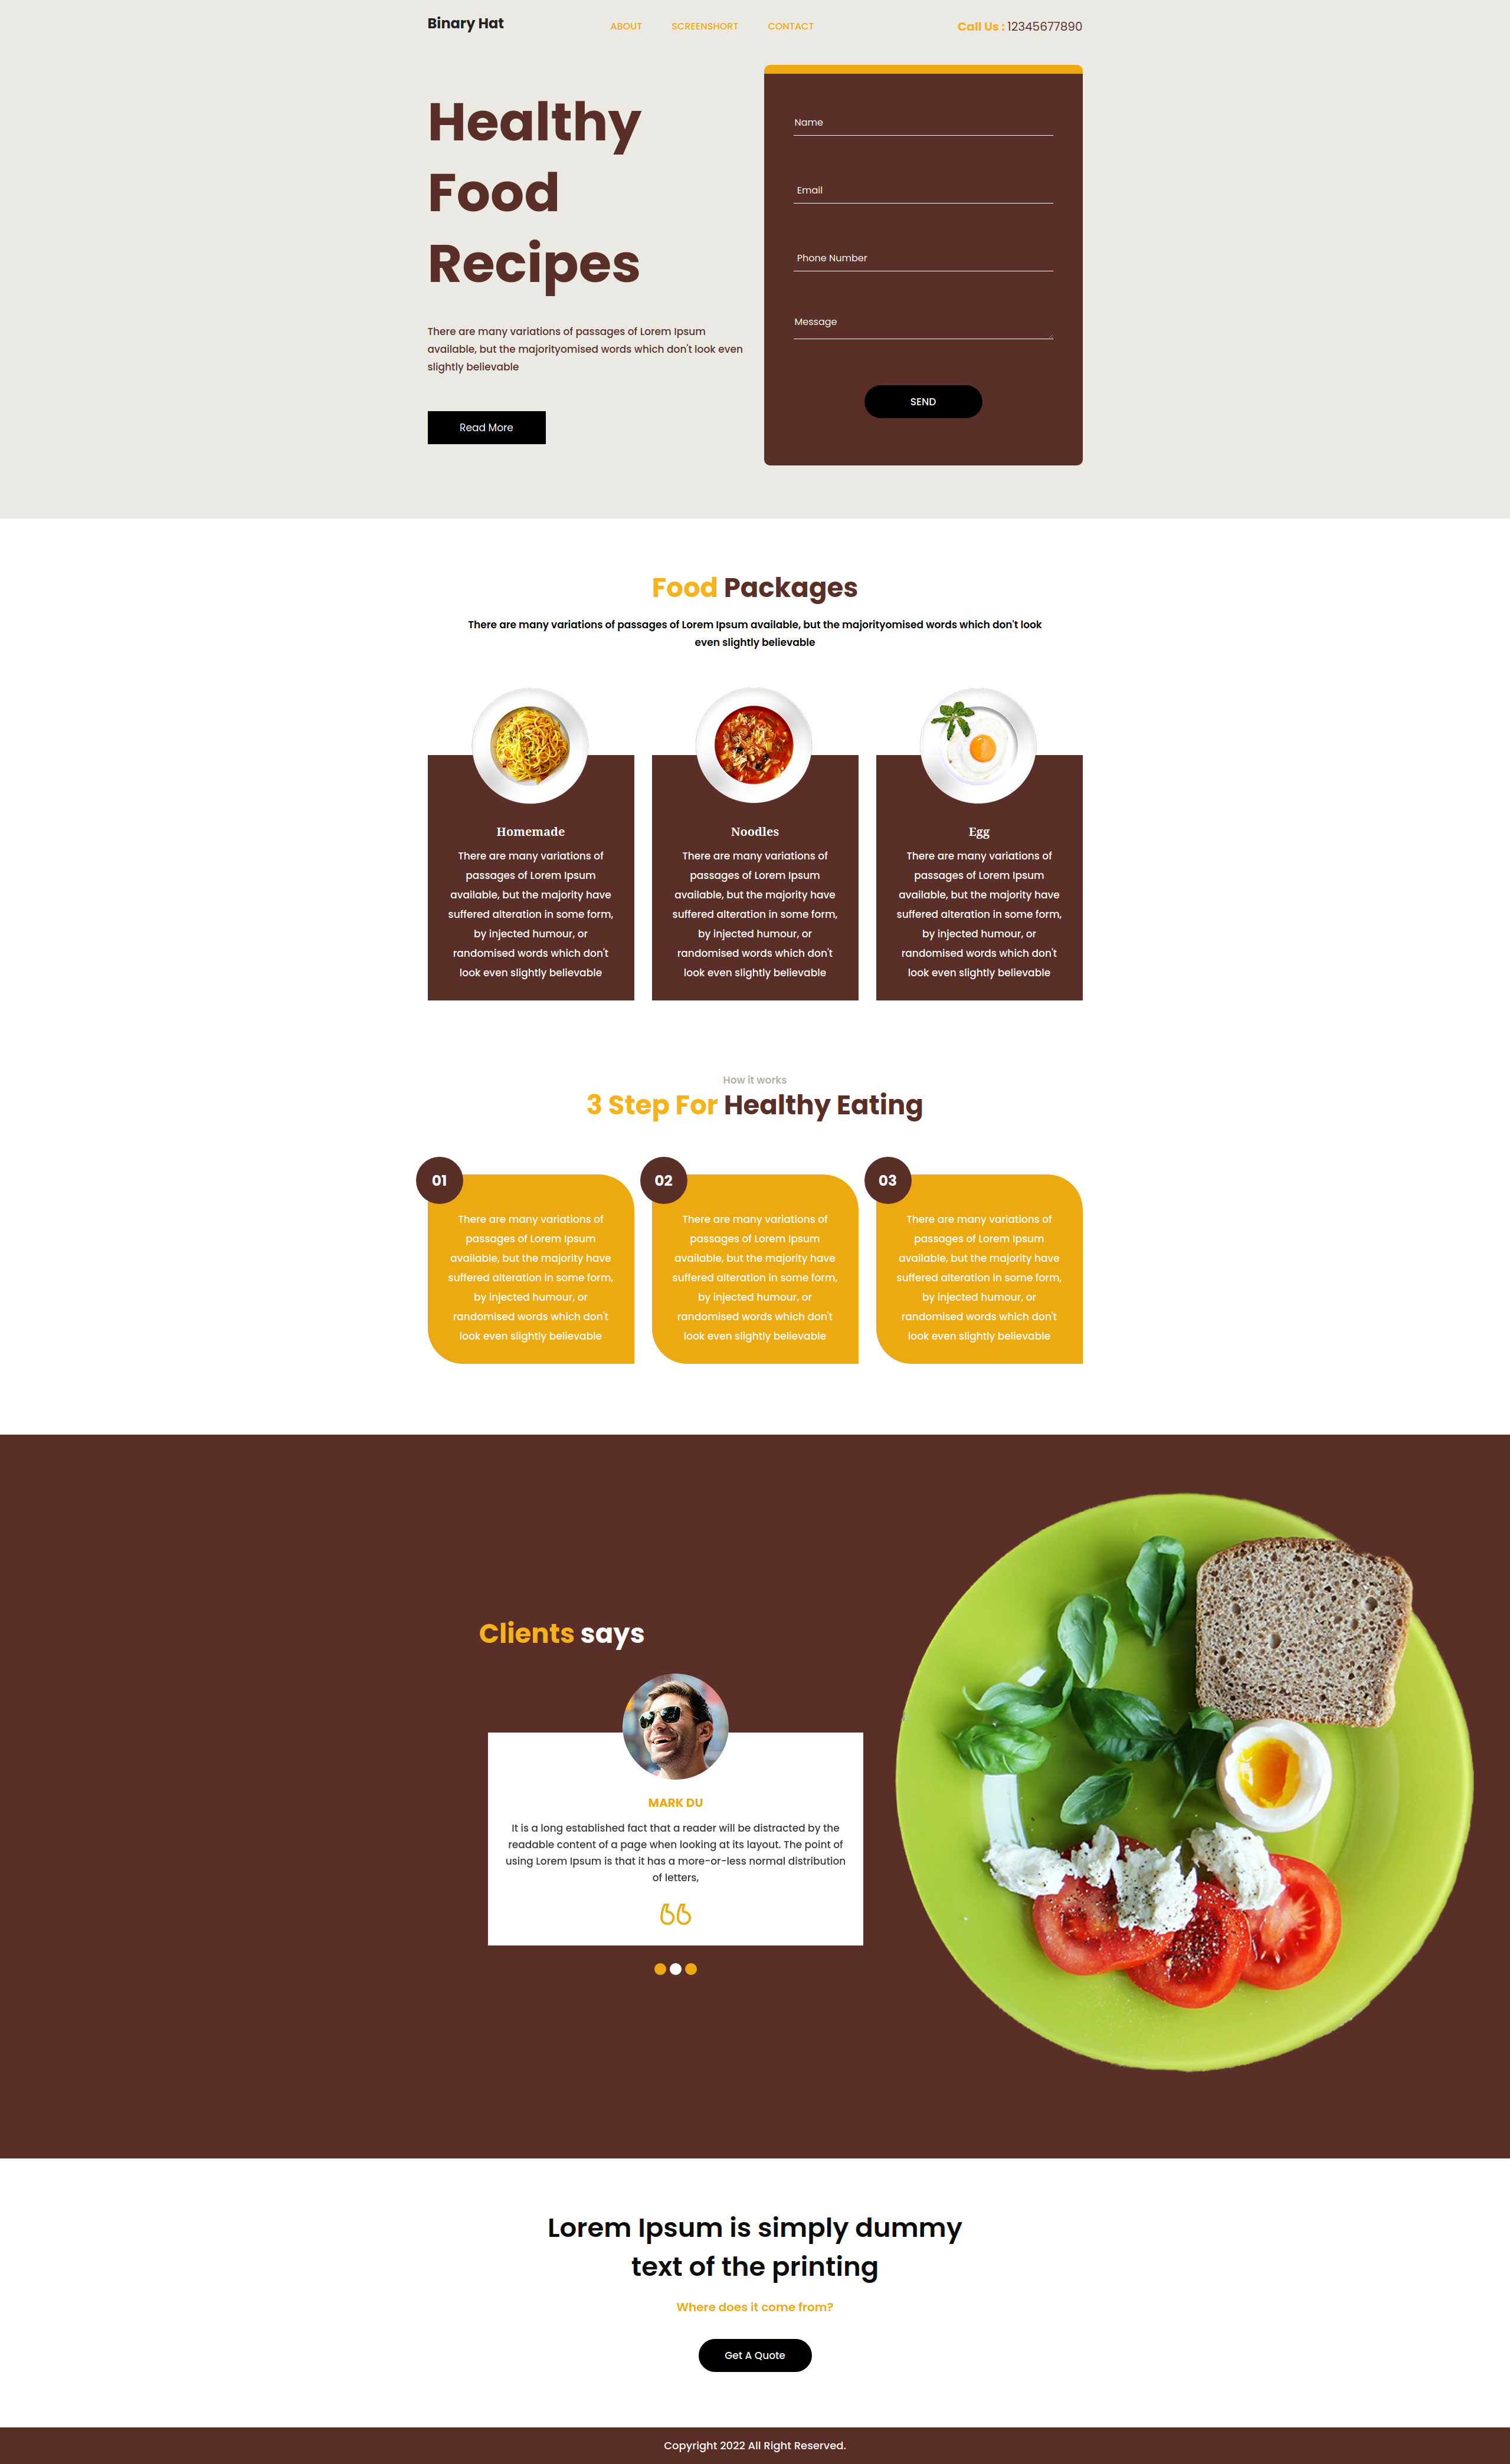 Binary Hat
ABOUT SCREENSHORT CONTACT
Call Us : 12345677890
Healthy
Food
Recipes
There are many variations of passages of Lorem Ipsum
available, but the majorityomised words which don't look even
slightly believable
Read More
Name
Email
Phone Number
Message
SEND
Food Packages
There are many variations of passages of Lorem Ipsum available, but the majorityomised words which don't look
even slightly believable
Homemade
There are many variations of
passages of Lorem Ipsum
available, but the majority have
suffered alteration in some form,
by injected humour, or
randomised words which don't
look even slightly believable
Noodles
There are many variations of
passages of Lorem Ipsum
available, but the majority have
suffered alteration in some form,
by injected humour, or
randomised words which don't
look even slightly believable
Egg
There are many variations of
passages of Lorem Ipsum
available, but the majority have
suffered alteration in some form,
by injected humour, or
randomised words which don't
look even slightly believable
How it works
3 Step For Healthy Eating
01
There are many variations of
passages of Lorem Ipsum
available, but the majority have
suffered alteration in some form,
by injected humour, or
randomised words which don't
look even slightly believable
02
There are many variations of
passages of Lorem Ipsum
available, but the majority have
suffered alteration in some form,
by injected humour, or
randomised words which don't
look even slightly believable
03
There are many variations of
passages of Lorem Ipsum
available, but the majority have
suffered alteration in some form,
by injected humour, or
randomised words which don't
look even slightly believable
Clients says
MARK DU
It is a long established fact that a reader will be distracted by the
readable content of a page when looking at its layout. The point of
using Lorem Ipsum is that it has a more-or-less normal distribution
of letters,
Lorem Ipsum is simply dummy
text of the printing
Where does it come from?
Get A Quote
Copyright 2022 All Right Reserved.